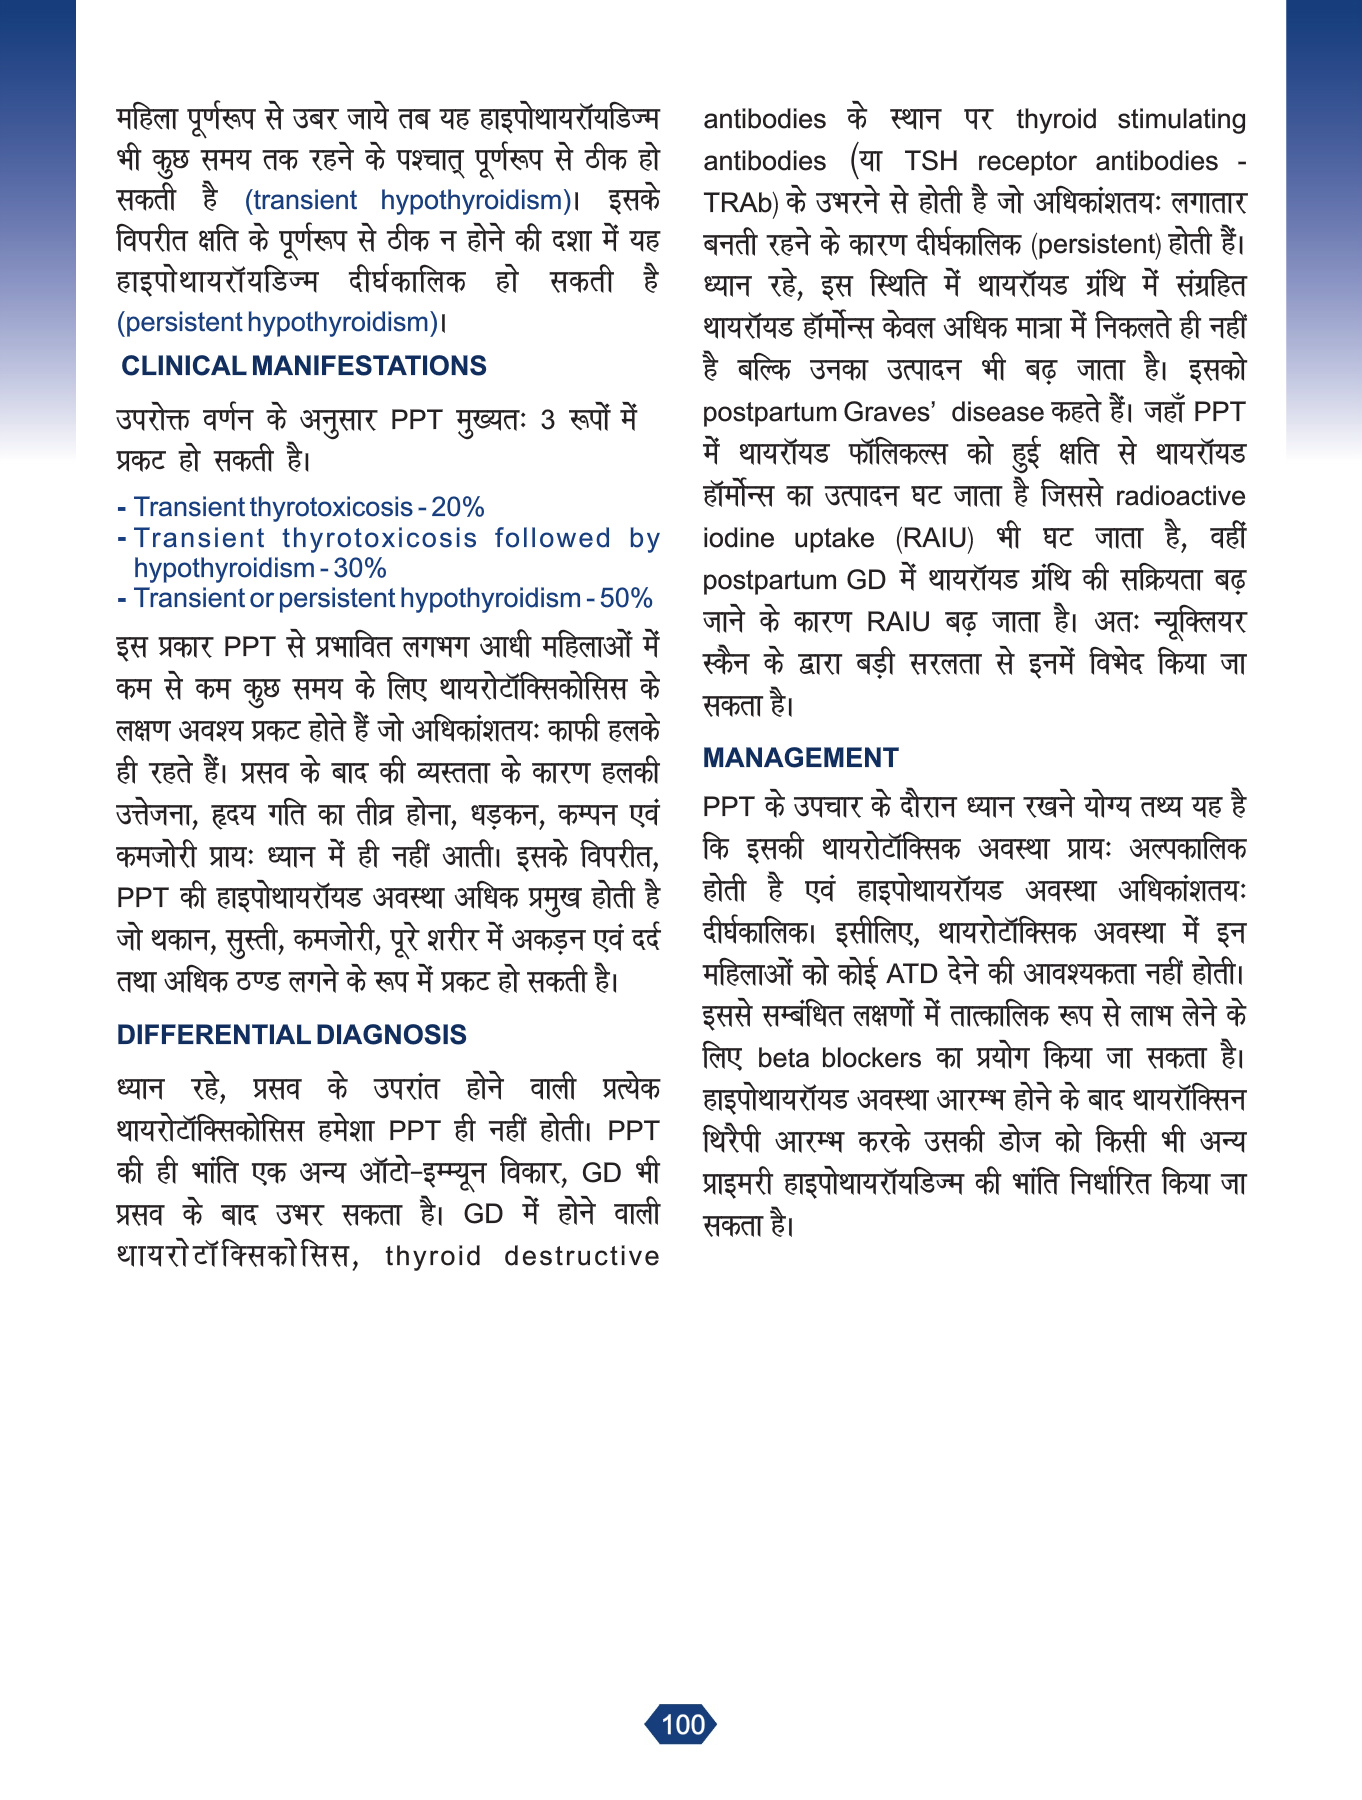 महिला पूर्णरूप से उबर जाये तब यह हाइपोथायरॉयडिज्म
भी कुछ समय तक रहने के पश्चात् पूर्णरूप से ठीक हो
सकती है (transient hypothyroidism)। इसके
विपरीत क्षति के पूर्णरूप से ठीक न होने की दशा में यह
हाइपोथायरॉयडिज्म दीर्घकालिक हो सकती है
(persistent hypothyroidism)।
CLINICAL MANIFESTATIONS
उपरोक्त वर्णन के अनुसार PPT मुख्यतः 3 रूपों में
प्रकट हो सकती है।
- Transient thyrotoxicosis - 20%
- Transient thyrotoxicosis followed by
hypothyroidism - 30%
- Transient or persistent hypothyroidism - 50%
इस प्रकार PPT से प्रभावित लगभग आधी महिलाओं में
कम से कम कुछ समय के लिए थायरोटॉक्सिकोसिस के
लक्षण अवश्य प्रकट होते हैं जो अधिकांशतयः काफी हलके
ही रहते हैं। प्रसव के बाद की व्यस्तता के कारण हलकी
उत्तेजना, हृदय गति का तीव्र होना, धड़कन, कम्पन एवं
कमजोरी प्रायः ध्यान में ही नहीं आती। इसके विपरीत,
PPT की हाइपोथायरॉयड अवस्था अधिक प्रमुख होती है
जो थकान, सुस्ती, कमजोरी, पूरे शरीर में अकड़न एवं दर्द
तथा अधिक ठण्ड लगने के रूप में प्रकट हो सकती है।
DIFFERENTIAL DIAGNOSIS
ध्यान रहे, प्रसव के उपरांत होने वाली प्रत्येक
थायरोटॉक्सिकोसिस हमेशा PPT ही नहीं होती। PPT
की ही भांति एक अन्य ऑटो-इम्म्यून विकार, GD भी
प्रसव के बाद उभर सकता है। GD में होने वाली
थायरोटॉक्सिकोसिस, thyroid destructive
antibodies के स्थान पर thyroid stimulating
antibodies (या TSH receptor antibodies -
TRAb) के उभरने से होती है जो अधिकांशतयः लगातार
बनती रहने के कारण दीर्घकालिक (persistent) होती हैं।
ध्यान रहे, इस स्थिति में थायरॉयड ग्रंथि में संग्रहित
थायरॉयड हॉर्मोन्स केवल अधिक मात्रा में निकलते ही नहीं
है बल्कि उनका उत्पादन भी बढ़ जाता है। इसको
postpartum Graves’ disease कहते हैं। जहाँ PPT
में थायरॉयड फॉलिकल्स को हुई क्षति से थायरॉयड
हॉर्मोन्स का उत्पादन घट जाता है जिससे radioactive
iodine uptake (RAIU) भी घट जाता है, वहीं
postpartum GD में थायरॉयड ग्रंथि की सक्रियता बढ़
जाने के कारण RAIU बढ़ जाता है। अतः न्यूक्लियर
स्कैन के द्वारा बड़ी सरलता से इनमें विभेद किया जा
सकता है।
MANAGEMENT
PPT के उपचार के दौरान ध्यान रखने योग्य तथ्य यह है
कि इसकी थायरोटॉक्सिक अवस्था प्रायः अल्पकालिक
होती है एवं हाइपोथायरॉयड अवस्था अधिकांशतयः
दीर्घकालिक। इसीलिए, थायरोटॉक्सिक अवस्था में इन
महिलाओं को कोई ATD देने की आवश्यकता नहीं होती।
इससे सम्बंधित लक्षणों में तात्कालिक रूप से लाभ लेने के
लिए beta blockers का प्रयोग किया जा सकता है।
हाइपोथायरॉयड अवस्था आरम्भ होने के बाद थायरॉक्सिन
थिरैपी आरम्भ करके उसकी डोज को किसी भी अन्य
प्राइमरी हाइपोथायरॉयडिज्म की भांति निर्धारित किया जा
सकता है।
100